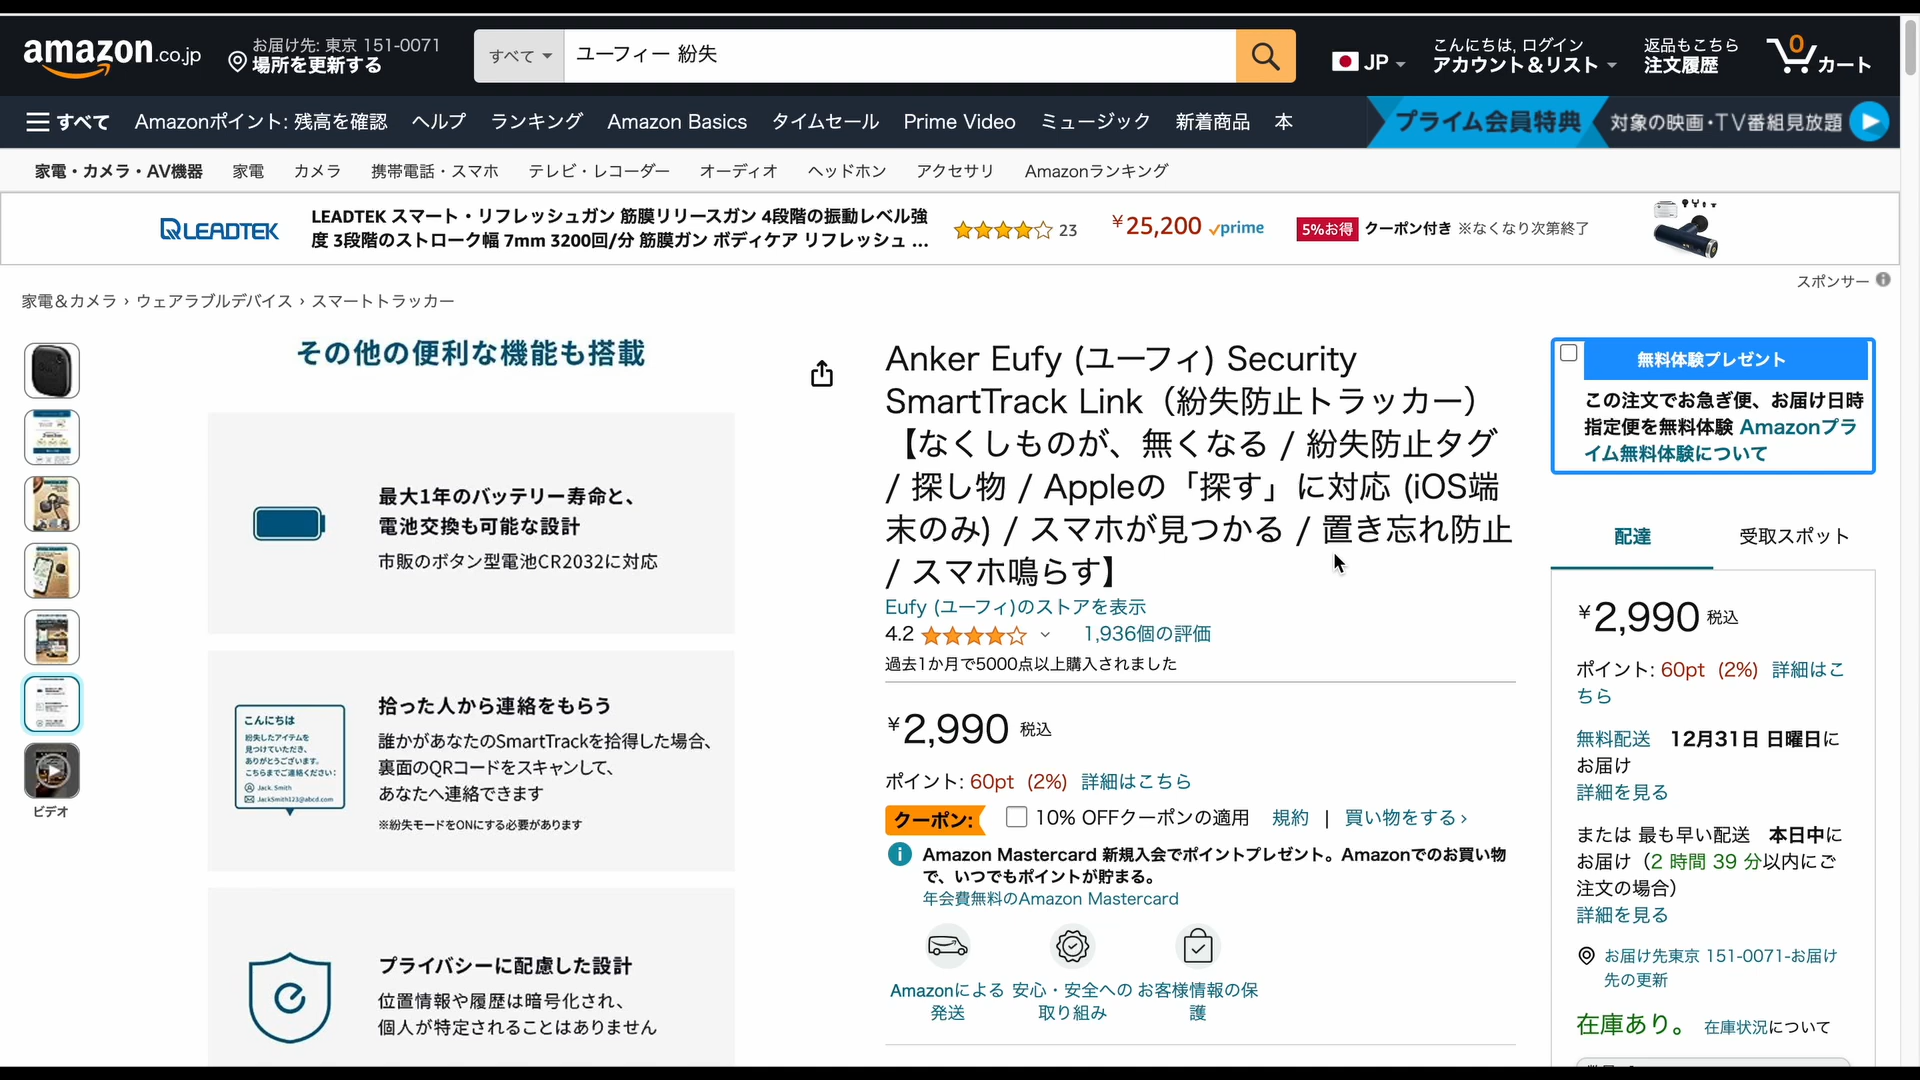 amazon.co.jp
お届け先: 東京 151-0071
場所を更新する
すべて
ユーフィー 紛失
JP
こんにちは, ログイン
アカウント＆リスト
返品もこちら
注文履歴
0
カート
すべて
Amazonポイント: 残高を確認
ヘルプ
ランキング
Amazon Basics
タイムセール
Prime Video
ミュージック
新着商品
本
プライム会員特典
対象の映画・TV番組見放題
家電・カメラ・AV機器
家電
カメラ
携帯電話・スマホ
テレビ・レコーダー
オーディオ
ヘッドホン
アクセサリ
Amazonランキング
LEADTEK
LEADTEK スマート・リフレッシュガン 筋膜リリースガン 4段階の振動レベル強
度 3段階のストローク幅 7mm 3200回/分 筋膜ガン ボディケア リフレッシュ ...
23
￥25,200 prime
5%お得 クーポン付き ※なくなり次第終了
スポンサー
家電＆カメラ › ウェアラブルデバイス › スマートトラッカー
ビデオ
その他の便利な機能も搭載
最大1年のバッテリー寿命と、
電池交換も可能な設計
市販のボタン型電池CR2032に対応
こんにちは
紛失したアイテムを
見つけていただき、
ありがとうございます。
こちらまでご連絡ください：
Jack. Smith
JackSmith123@abcd.com
拾った人から連絡をもらう
誰かがあなたのSmartTrackを拾得した場合、
裏面のQRコードをスキャンして、
あなたへ連絡できます
※紛失モードをONにする必要があります
プライバシーに配慮した設計
位置情報や履歴は暗号化され、
個人が特定されることはありません
Anker Eufy (ユーフィ) Security
SmartTrack Link（紛失防止トラッカー）
【なくしものが、無くなる / 紛失防止タグ
/ 探し物 / Appleの「探す」に対応 (iOS端
末のみ) / スマホが見つかる / 置き忘れ防止
/ スマホ鳴らす】
Eufy (ユーフィ)のストアを表示
4.2
1,936個の評価
過去1か月で5000点以上購入されました
￥2,990 税込
ポイント: 60pt (2%) 詳細はこちら
クーポン:
10% OFFクーポンの適用 規約 | 買い物をする ›
Amazon Mastercard 新規入会でポイントプレゼント。Amazonでのお買い物
で、いつでもポイントが貯まる。
年会費無料のAmazon Mastercard
Amazonによる
発送
安心・安全への
取り組み
お客様情報の保
護
無料体験プレゼント
この注文でお急ぎ便、お届け日時
指定便を無料体験 Amazonプラ
イム無料体験について
配達
受取スポット
￥2,990 税込
ポイント: 60pt (2%) 詳細はこ
ちら
無料配送 12月31日 日曜日に
お届け
詳細を見る
または 最も早い配送 本日中に
お届け（2 時間 39 分以内にご
注文の場合）
詳細を見る
お届け先東京 151-0071-お届け
先の更新
在庫あり。 在庫状況について